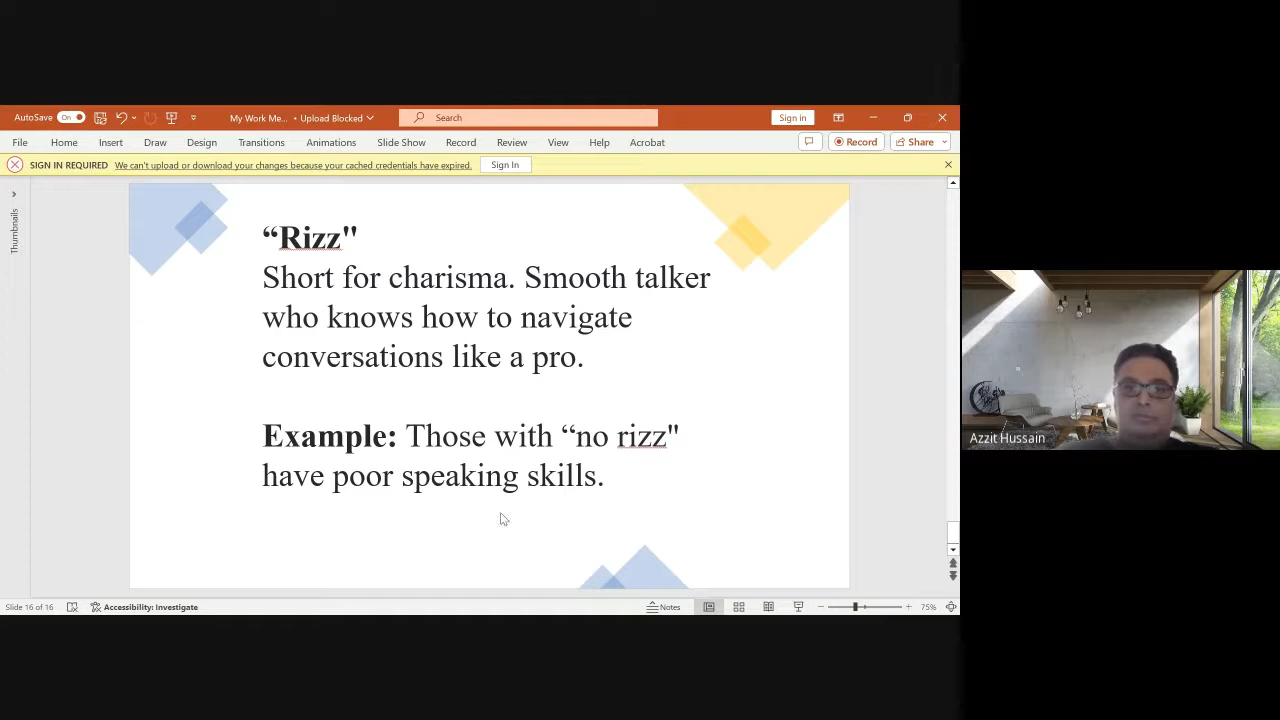 AutoSave On My Work Me... • Upload Blocked Search Sign in
File Home Insert Draw Design Transitions Animations Slide Show Record Review View Help Acrobat Record Share
SIGN IN REQUIRED We can't upload or download your changes because your cached credentials have expired. Sign In
Thumbnails
“Rizz"
Short for charisma. Smooth talker
who knows how to navigate
conversations like a pro.
Example: Those with “no rizz"
have poor speaking skills.
Azzit Hussain
Slide 16 of 16 Accessibility: Investigate Notes 75%